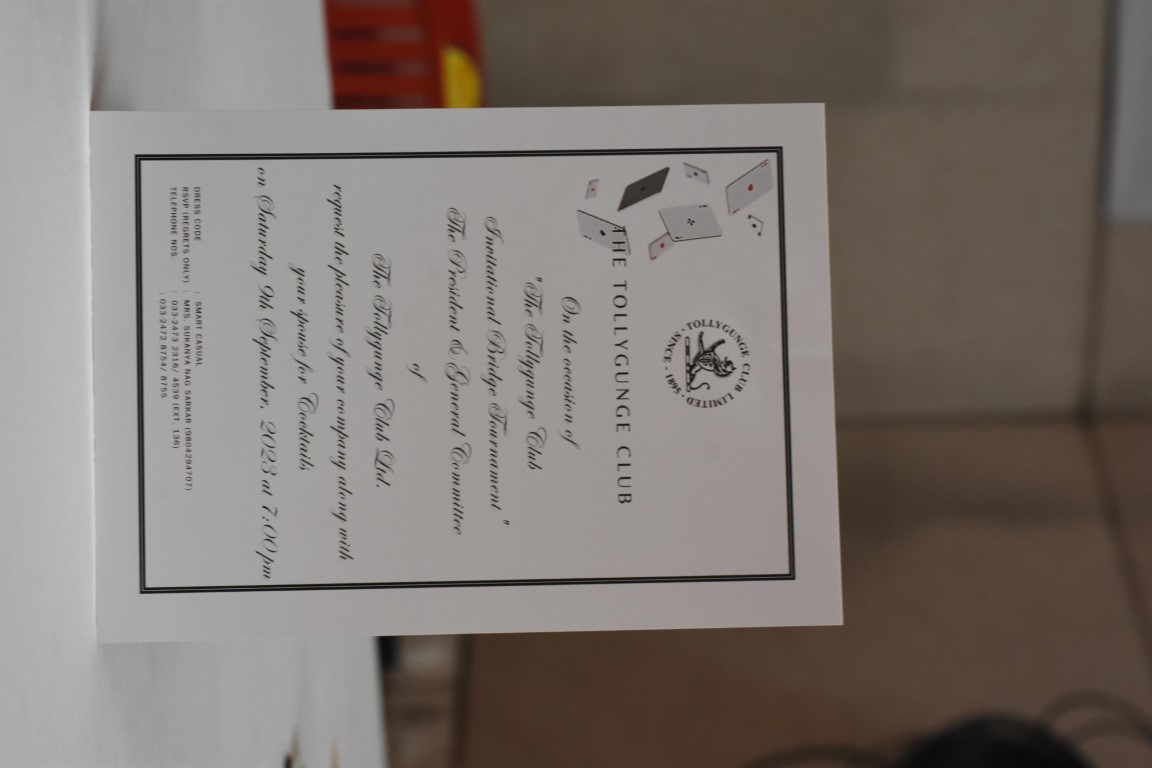 TOLLYGUNGE CLUB LIMITED · SINCE · 1895 ·
THE TOLLYGUNGE CLUB
On the occasion of
"The Tollygunge Club
Invitational Bridge Tournament"
The President & General Committee
of
The Tollygunge Club Ltd.
request the pleasure of your company along with
your spouse for Cocktails
on Saturday 9th September, 2023 at 7:00pm
DRESS CODE : SMART CASUAL
RSVP (REGRETS ONLY) : MRS. SUKANYA NAG SARKAR (9804294707)
TELEPHONE NOS. : 033-2473 2316/ 4539 (EXT. 136)
: 033-2472 8754/ 8755